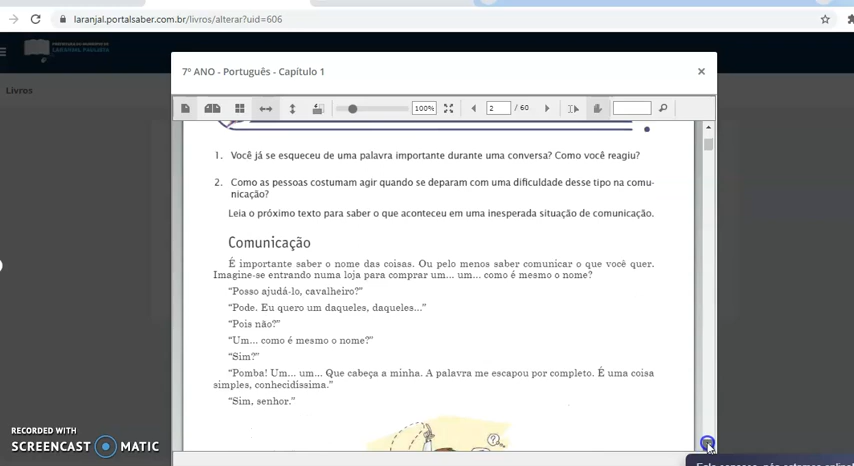 laranjal.portalsaber.com.br/livros/alterar?uid=606
Livros
7º ANO - Português - Capítulo 1
100% 2 / 60
1. Você já se esqueceu de uma palavra importante durante uma conversa? Como você reagiu?
2. Como as pessoas costumam agir quando se deparam com uma dificuldade desse tipo na comu-
nicação?
Leia o próximo texto para saber o que aconteceu em uma inesperada situação de comunicação.
Comunicação
É importante saber o nome das coisas. Ou pelo menos saber comunicar o que você quer.
Imagine-se entrando numa loja para comprar um... um... como é mesmo o nome?
“Posso ajudá-lo, cavalheiro?”
“Pode. Eu quero um daqueles, daqueles...”
“Pois não?”
“Um... como é mesmo o nome?”
“Sim?”
“Pomba! Um... um... Que cabeça a minha. A palavra me escapou por completo. É uma coisa
simples, conhecidíssima.”
“Sim, senhor.”
RECORDED WITH
SCREENCAST MATIC